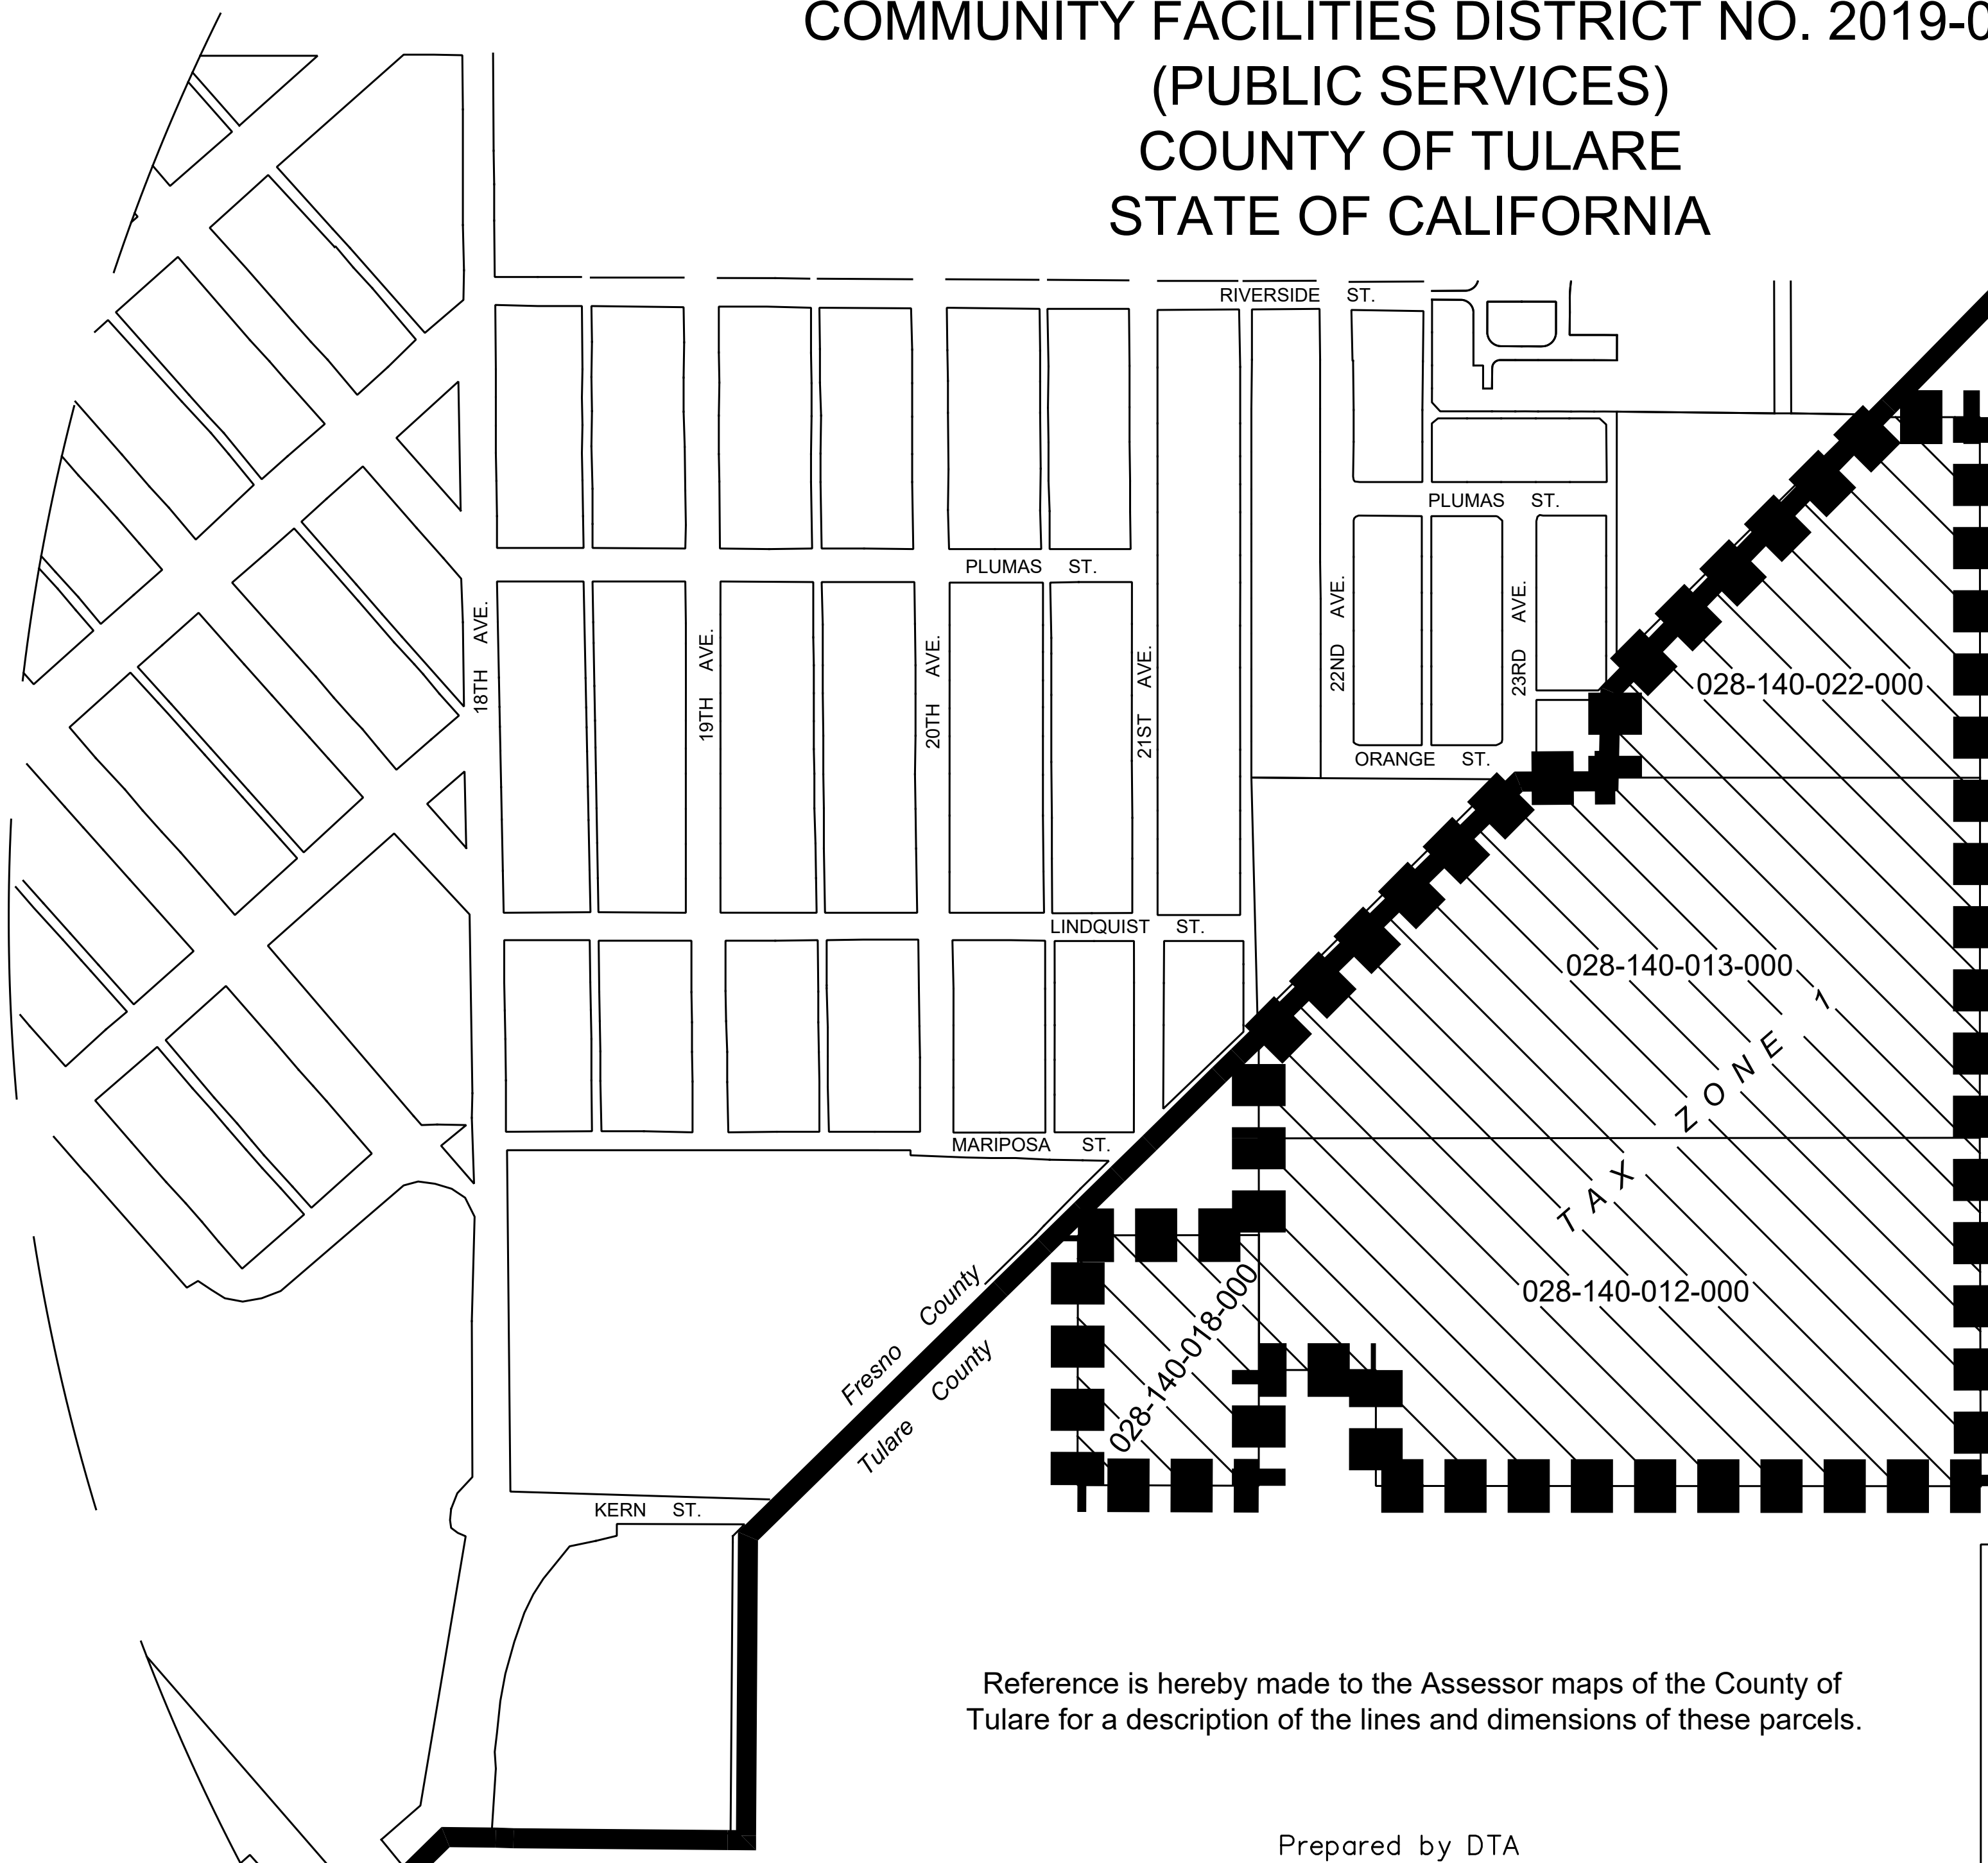 COMMUNITY FACILITIES DISTRICT NO. 2019-0
(PUBLIC SERVICES)
COUNTY OF TULARE
STATE OF CALIFORNIA
RIVERSIDE ST.
PLUMAS ST.
PLUMAS ST.
18TH AVE.
19TH AVE.
20TH AVE.
21ST AVE.
22ND AVE.
23RD AVE.
028-140-022-000
ORANGE ST.
LINDQUIST ST.
028-140-013-000
TAX ZONE 1
MARIPOSA ST.
028-140-012-000
028-140-018-000
Fresno County
Tulare County
KERN ST.
Reference is hereby made to the Assessor maps of the County of
Tulare for a description of the lines and dimensions of these parcels.
Prepared by DTA